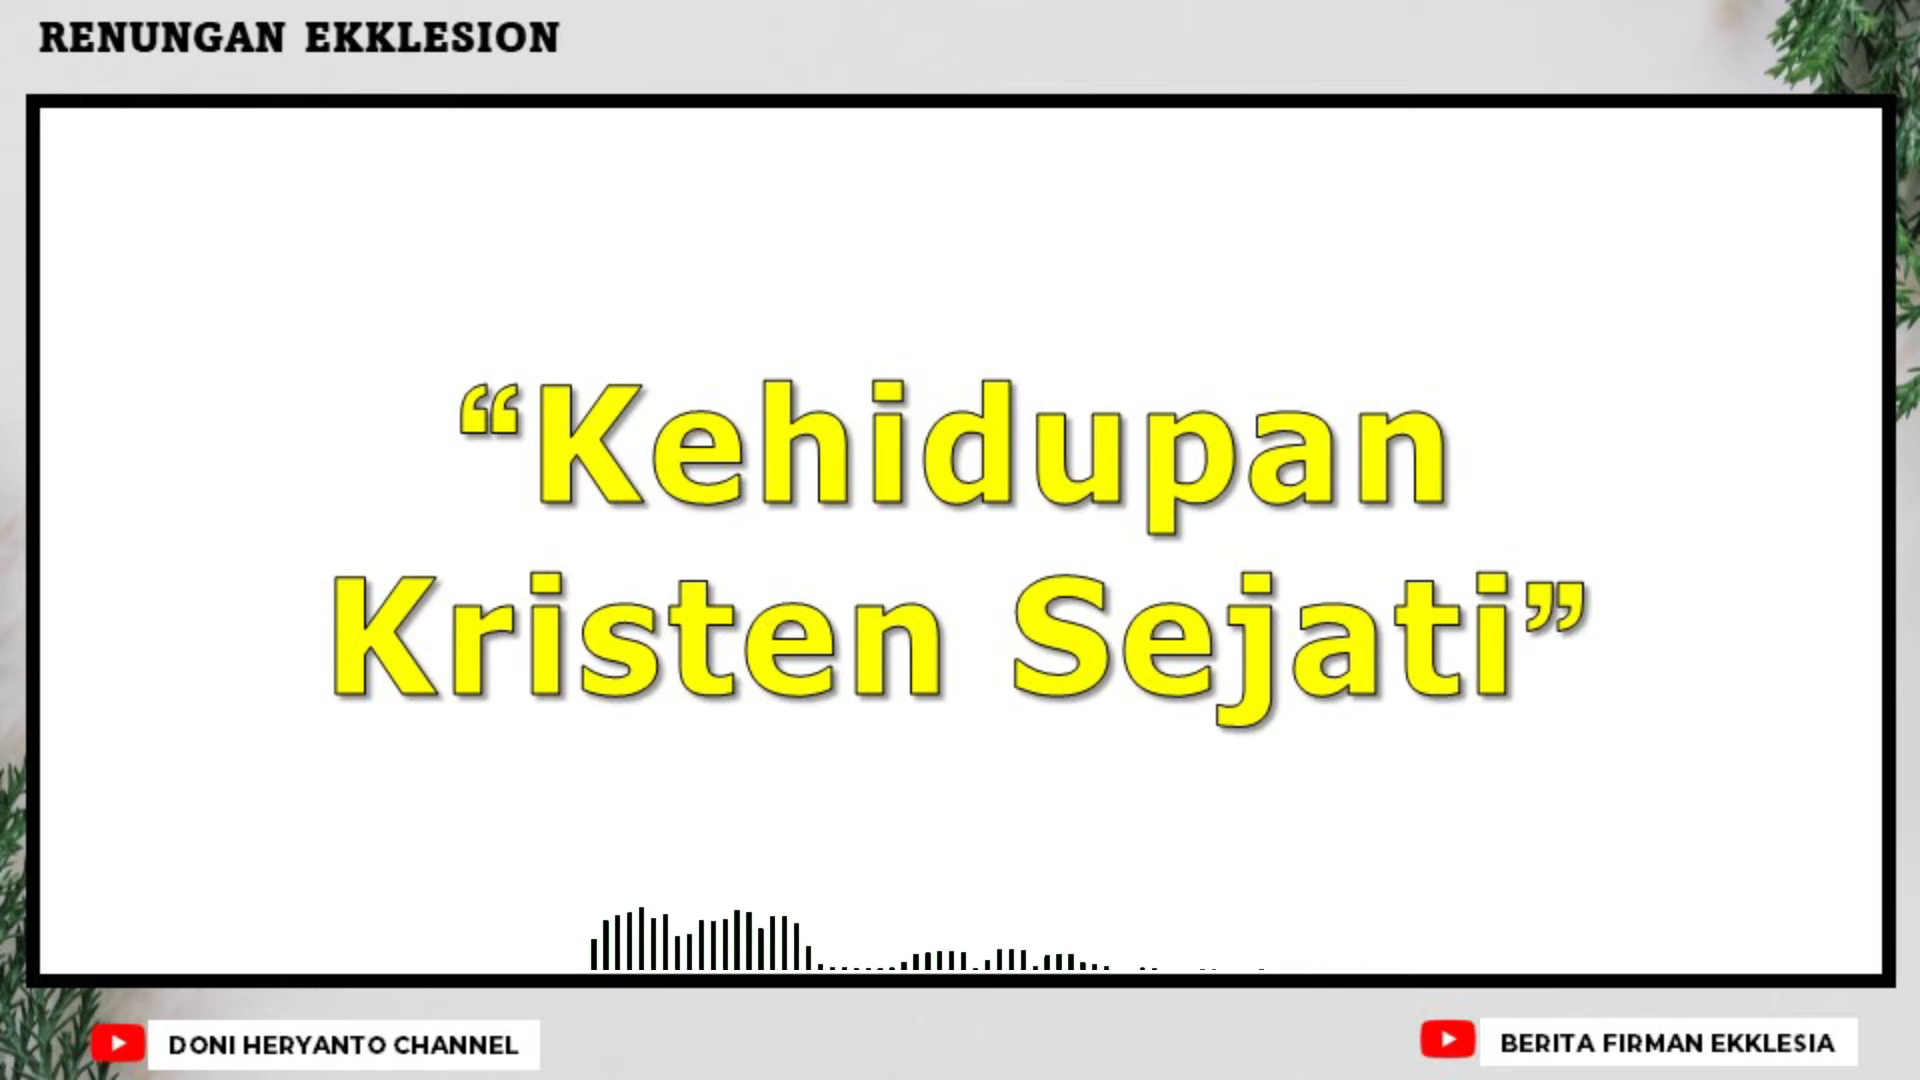 RENUNGAN EKKLESION
“Kehidupan
Kristen Sejati”
DONI HERYANTO CHANNEL
BERITA FIRMAN EKKLESIA